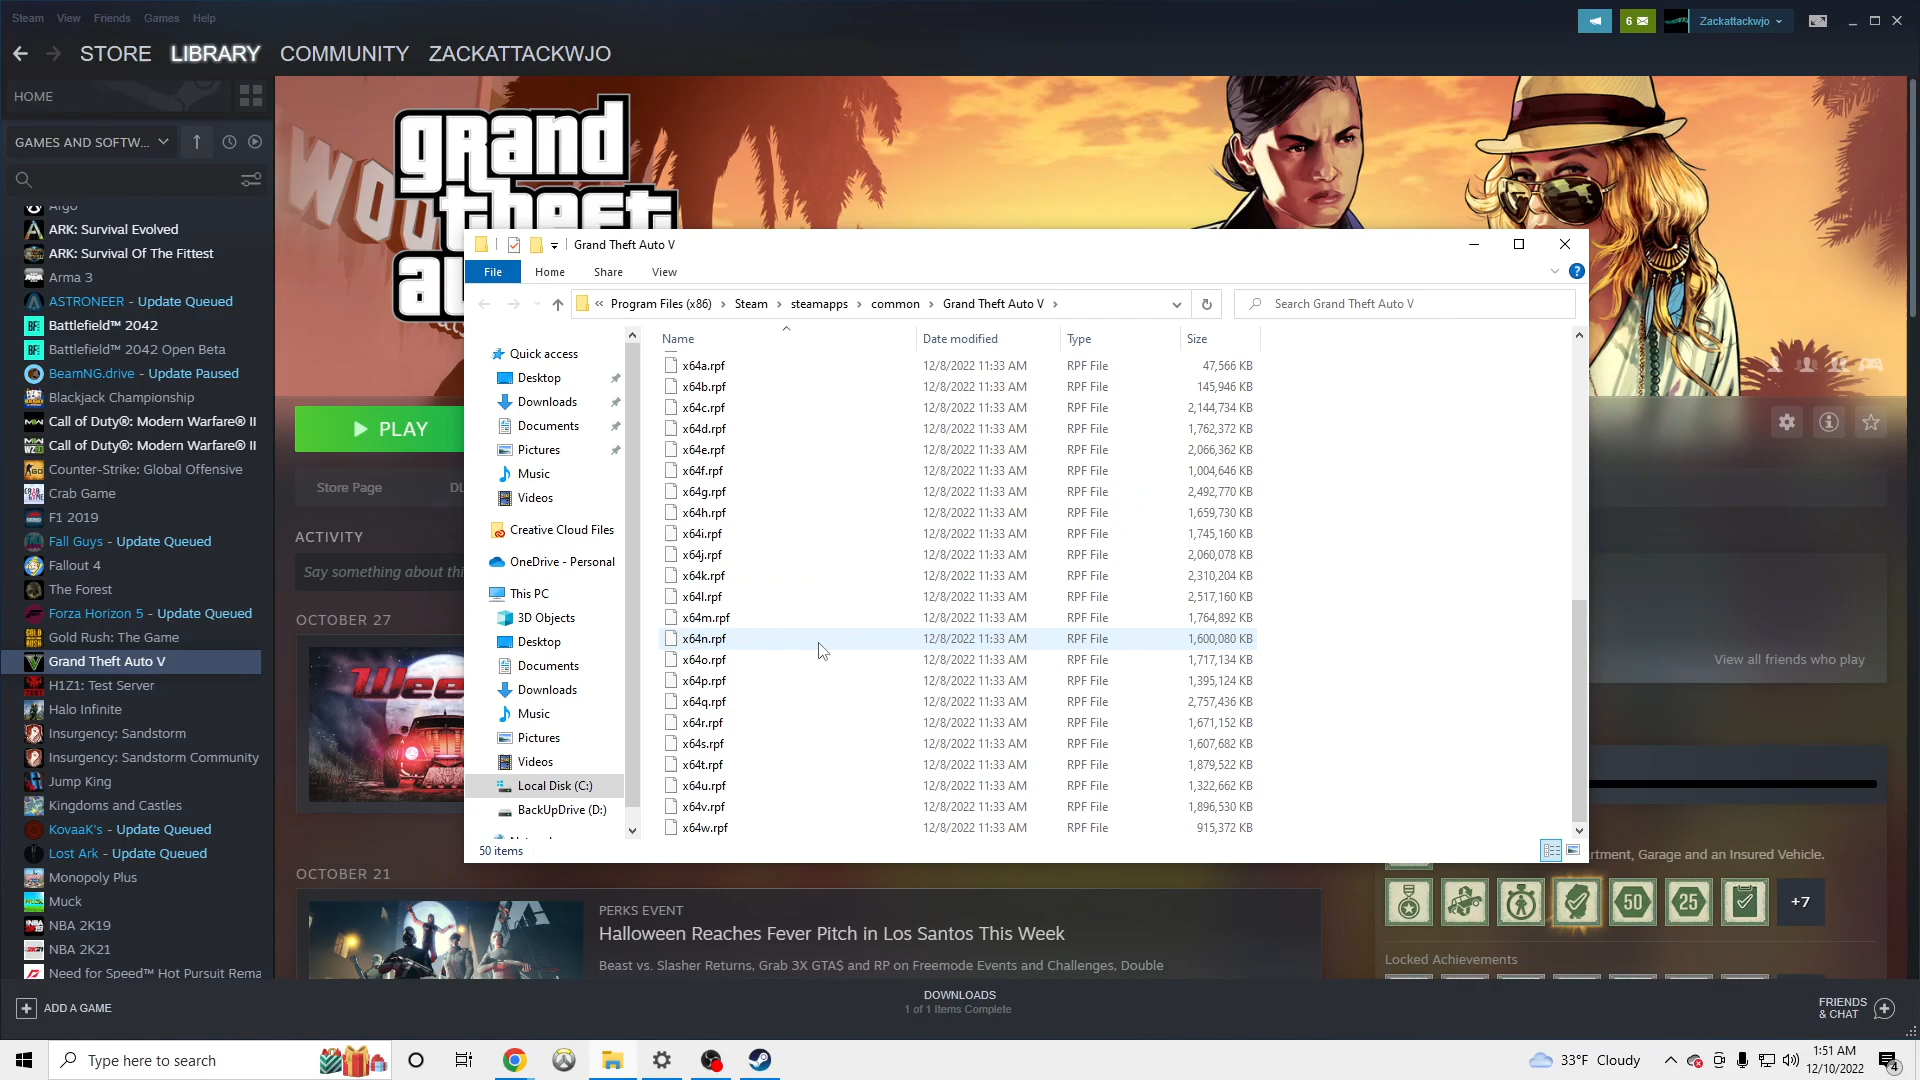 Steam View Friends Games Help
6
Zackattackwjo
STORE LIBRARY COMMUNITY ZACKATTACKWJO
HOME
GAMES AND SOFTW...
Argo
ARK: Survival Evolved
ARK: Survival Of The Fittest
Arma 3
ASTRONEER - Update Queued
Battlefield™ 2042
Battlefield™ 2042 Open Beta
BeamNG.drive - Update Paused
Blackjack Championship
Call of Duty®: Modern Warfare® II
Call of Duty®: Modern Warfare® II
Counter-Strike: Global Offensive
Crab Game
F1 2019
Fall Guys - Update Queued
Fallout 4
The Forest
Forza Horizon 5 - Update Queued
Gold Rush: The Game
Grand Theft Auto V
H1Z1: Test Server
Halo Infinite
Insurgency: Sandstorm
Insurgency: Sandstorm Community
Jump King
Kingdoms and Castles
KovaaK's - Update Queued
Lost Ark - Update Queued
Monopoly Plus
Muck
NBA 2K19
NBA 2K21
Need for Speed™ Hot Pursuit Rema
grand
theft
PLAY
Store Page
ACTIVITY
Say something about thi
OCTOBER 27
OCTOBER 21
PERKS EVENT
Halloween Reaches Fever Pitch in Los Santos This Week
Beast vs. Slasher Returns, Grab 3X GTA$ and RP on Freemode Events and Challenges, Double
View all friends who play
rtment, Garage and an Insured Vehicle.
50
25
+7
Locked Achievements
Grand Theft Auto V
File Home Share View
« Program Files (x86) › Steam › steamapps › common › Grand Theft Auto V ›
Search Grand Theft Auto V
Quick access
Desktop
Downloads
Documents
Pictures
Music
Videos
Creative Cloud Files
OneDrive - Personal
This PC
3D Objects
Desktop
Documents
Downloads
Music
Pictures
Videos
Local Disk (C:)
BackUpDrive (D:)
Name Date modified Type Size
x64a.rpf 12/8/2022 11:33 AM RPF File 47,566 KB
x64b.rpf 12/8/2022 11:33 AM RPF File 145,946 KB
x64c.rpf 12/8/2022 11:33 AM RPF File 2,144,734 KB
x64d.rpf 12/8/2022 11:33 AM RPF File 1,762,372 KB
x64e.rpf 12/8/2022 11:33 AM RPF File 2,066,362 KB
x64f.rpf 12/8/2022 11:33 AM RPF File 1,004,646 KB
x64g.rpf 12/8/2022 11:33 AM RPF File 2,492,770 KB
x64h.rpf 12/8/2022 11:33 AM RPF File 1,659,730 KB
x64i.rpf 12/8/2022 11:33 AM RPF File 1,745,160 KB
x64j.rpf 12/8/2022 11:33 AM RPF File 2,060,078 KB
x64k.rpf 12/8/2022 11:33 AM RPF File 2,310,204 KB
x64l.rpf 12/8/2022 11:33 AM RPF File 2,517,160 KB
x64m.rpf 12/8/2022 11:33 AM RPF File 1,764,892 KB
x64n.rpf 12/8/2022 11:33 AM RPF File 1,600,080 KB
x64o.rpf 12/8/2022 11:33 AM RPF File 1,717,134 KB
x64p.rpf 12/8/2022 11:33 AM RPF File 1,395,124 KB
x64q.rpf 12/8/2022 11:33 AM RPF File 2,757,436 KB
x64r.rpf 12/8/2022 11:33 AM RPF File 1,671,152 KB
x64s.rpf 12/8/2022 11:33 AM RPF File 1,607,682 KB
x64t.rpf 12/8/2022 11:33 AM RPF File 1,879,522 KB
x64u.rpf 12/8/2022 11:33 AM RPF File 1,322,662 KB
x64v.rpf 12/8/2022 11:33 AM RPF File 1,896,530 KB
x64w.rpf 12/8/2022 11:33 AM RPF File 915,372 KB
50 items
ADD A GAME
DOWNLOADS
1 of 1 Items Complete
FRIENDS
& CHAT
Type here to search
33°F Cloudy
1:51 AM
12/10/2022
4